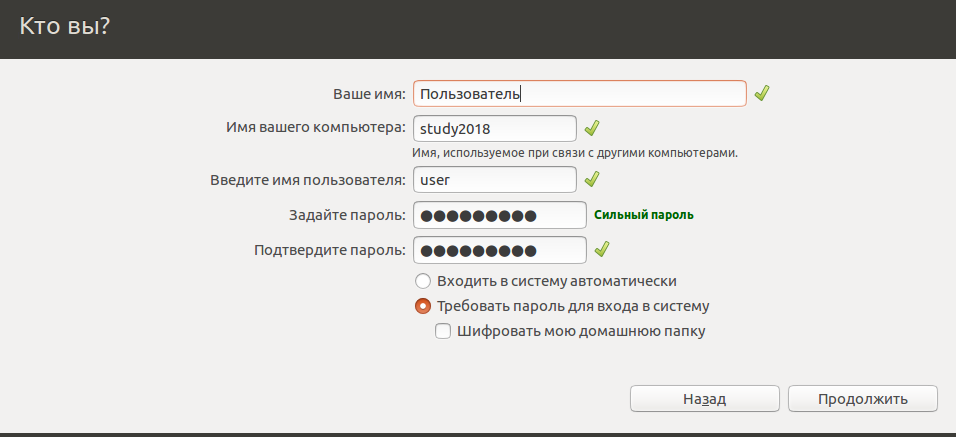 Кто вы?
Ваше имя: Пользователь
Имя вашего компьютера: study2018
Имя, используемое при связи с другими компьютерами.
Введите имя пользователя: user
Задайте пароль: ●●●●●●●●● Сильный пароль
Подтвердите пароль: ●●●●●●●●●
Входить в систему автоматически
Требовать пароль для входа в систему
Шифровать мою домашнюю папку
Назад Продолжить